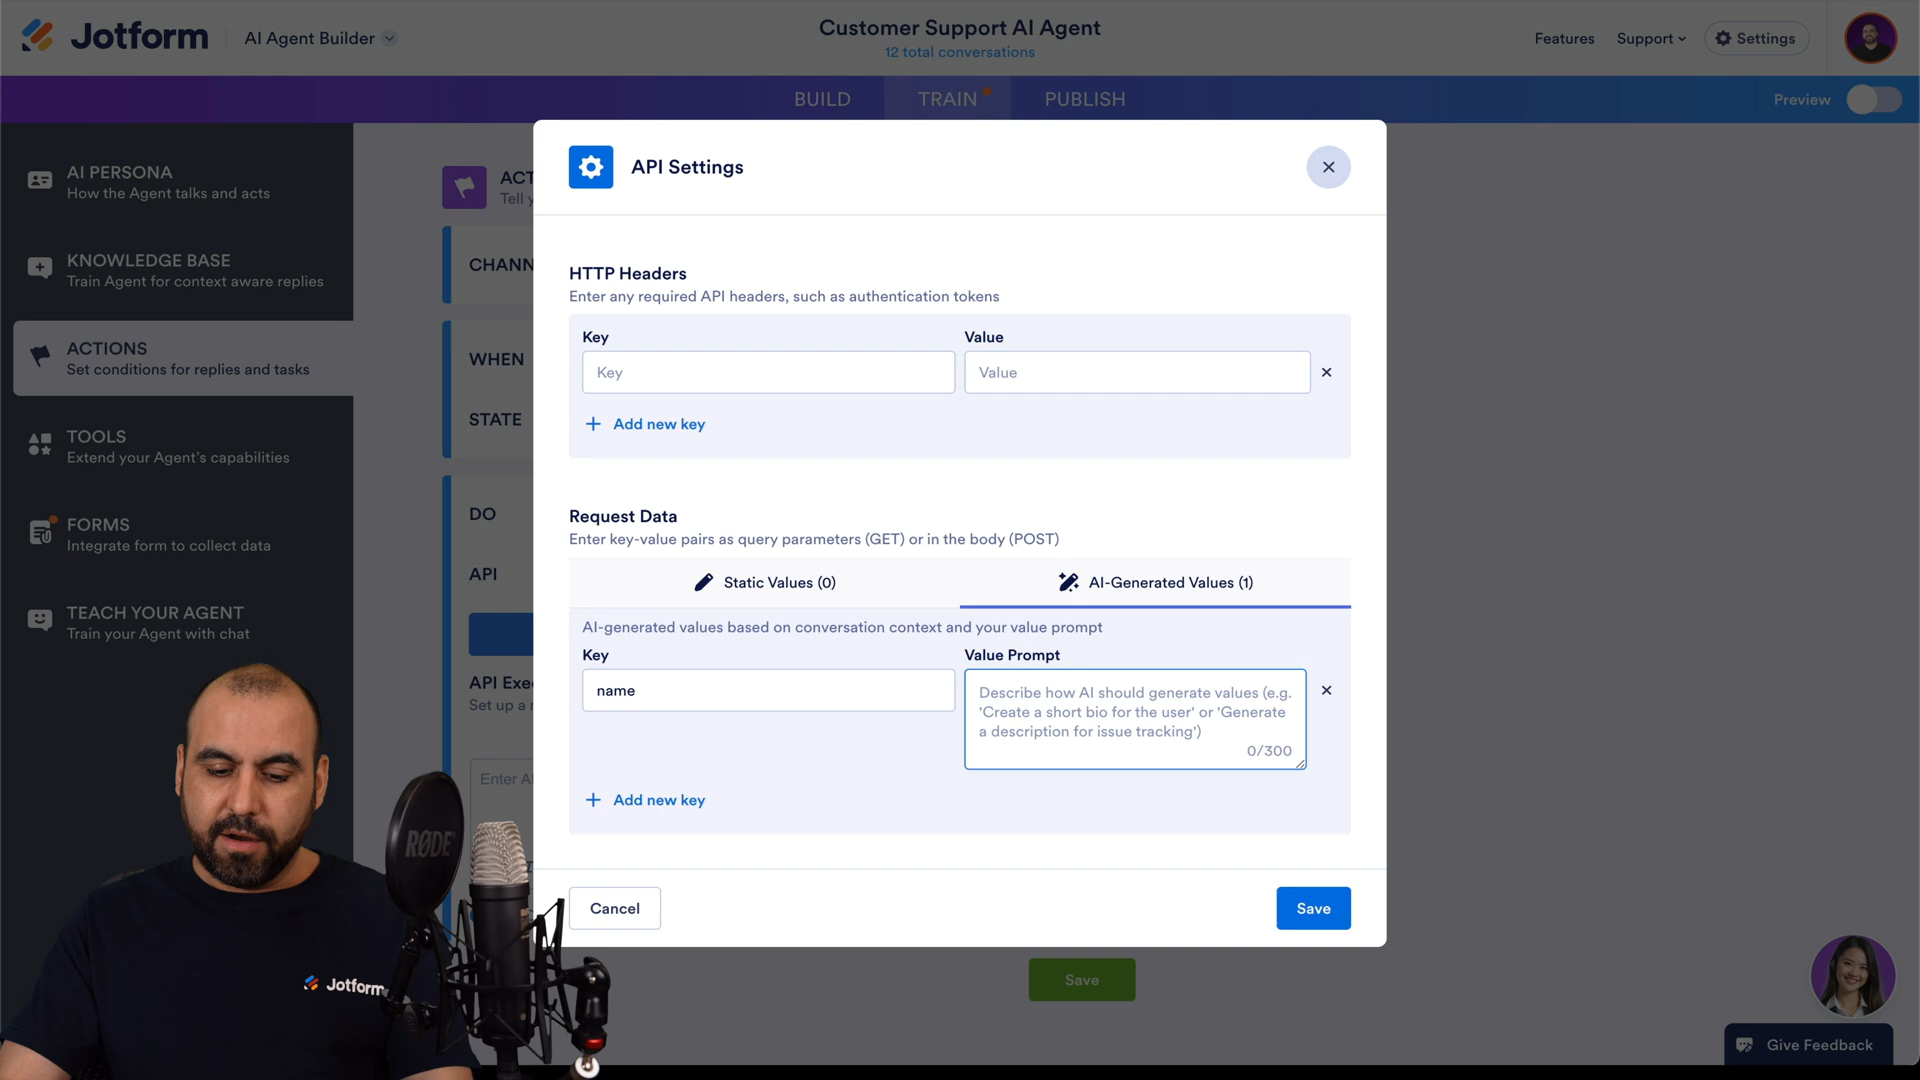 Jotform
AI Agent Builder
Customer Support AI Agent
12 total conversations
Features
Support
Settings
BUILD
TRAIN
PUBLISH
Preview
AI PERSONA
How the Agent talks and acts
KNOWLEDGE BASE
Train Agent for context aware replies
ACTIONS
Set conditions for replies and tasks
TOOLS
Extend your Agent's capabilities
FORMS
Integrate form to collect data
TEACH YOUR AGENT
Train your Agent with chat
ACT
Tell y
CHANN
WHEN
STATE
DO
API
API Exe
Set up a
Enter A
API Settings
HTTP Headers
Enter any required API headers, such as authentication tokens
Key
Value
Key
Value
Add new key
Request Data
Enter key-value pairs as query parameters (GET) or in the body (POST)
Static Values (0)
AI-Generated Values (1)
AI-generated values based on conversation context and your value prompt
Key
Value Prompt
name
Describe how AI should generate values (e.g.
'Create a short bio for the user' or 'Generate
a description for issue tracking')
0/300
Add new key
Cancel
Save
Save
Give Feedback
RØDE
Jotform